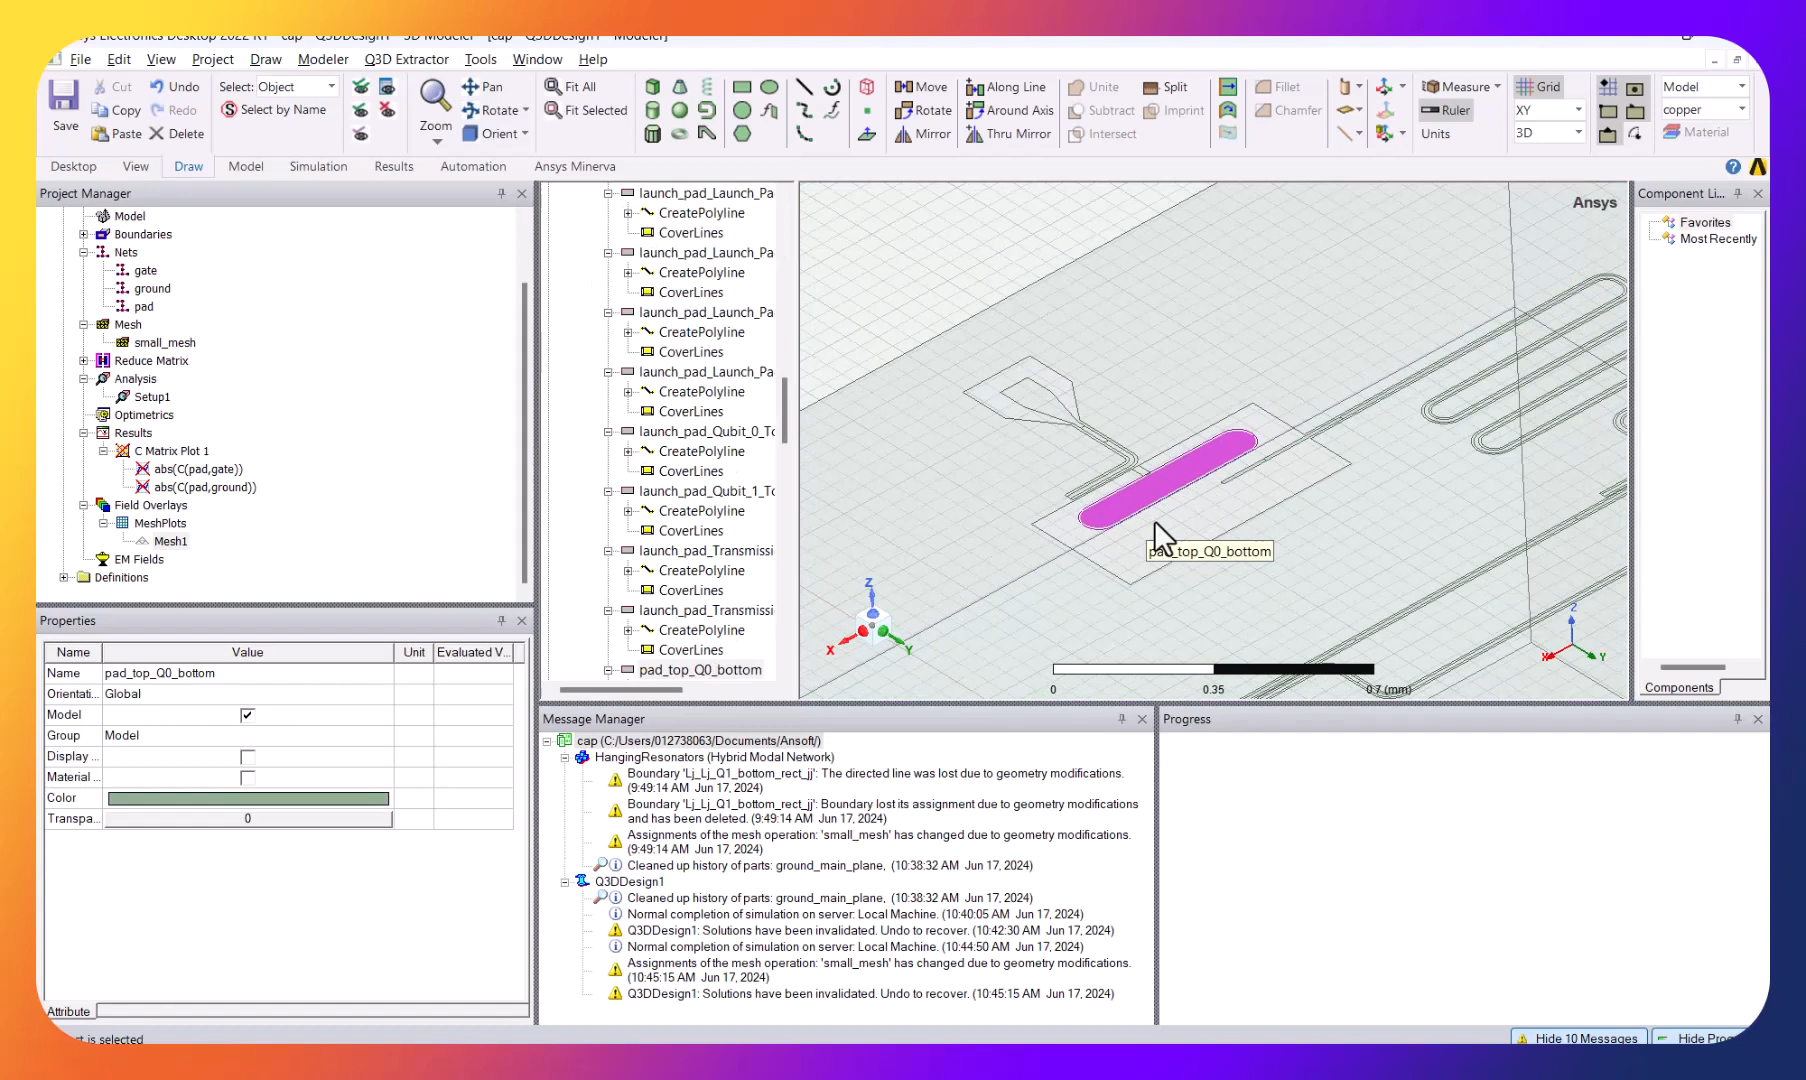 File Edit View Project Draw Modeler Q3D Extractor Tools Window Help
Save
Cut
Copy
Paste
Undo
Redo
Delete
Select: Object
Select by Name
Zoom
Pan
Rotate
Orient
Fit All
Fit Selected
Move
Rotate
Mirror
Along Line
Around Axis
Thru Mirror
Unite
Subtract
Intersect
Split
Imprint
Fillet
Chamfer
Measure
Ruler
Units
Grid
XY
3D
Model
copper
Material
Desktop View Draw Model Simulation Results Automation Ansys Minerva
Project Manager
Model
Boundaries
Nets
gate
ground
pad
Mesh
small_mesh
Reduce Matrix
Analysis
Setup1
Optimetrics
Results
C Matrix Plot 1
abs(C(pad,gate))
abs(C(pad,ground))
Field Overlays
MeshPlots
Mesh1
EM Fields
Definitions
Properties
Name Value Unit Evaluated V...
Name pad_top_Q0_bottom
Orientati... Global
Model
Group Model
Display ...
Material ...
Color
Transpa... 0
Attribute
launch_pad_Launch_Pa
CreatePolyline
CoverLines
launch_pad_Launch_Pa
CreatePolyline
CoverLines
launch_pad_Launch_Pa
CreatePolyline
CoverLines
launch_pad_Launch_Pa
CreatePolyline
CoverLines
launch_pad_Qubit_0_Tc
CreatePolyline
CoverLines
launch_pad_Qubit_1_Tc
CreatePolyline
CoverLines
launch_pad_Transmissi
CreatePolyline
CoverLines
launch_pad_Transmissi
CreatePolyline
CoverLines
pad_top_Q0_bottom
Ansys
_top_Q0_bottom
Z
X
Y
0 0.35 0.7 (mm)
Z
X
Y
Component Li...
Favorites
Most Recently
Components
Message Manager
cap (C:/Users/012738063/Documents/Ansoft/)
HangingResonators (Hybrid Modal Network)
Boundary 'Lj_Lj_Q1_bottom_rect_jj': The directed line was lost due to geometry modifications.
(9:49:14 AM Jun 17, 2024)
Boundary 'Lj_Lj_Q1_bottom_rect_jj': Boundary lost its assignment due to geometry modifications
and has been deleted. (9:49:14 AM Jun 17, 2024)
Assignments of the mesh operation: 'small_mesh' has changed due to geometry modifications.
(9:49:14 AM Jun 17, 2024)
Cleaned up history of parts: ground_main_plane, (10:38:32 AM Jun 17, 2024)
Q3DDesign1
Cleaned up history of parts: ground_main_plane, (10:38:32 AM Jun 17, 2024)
Normal completion of simulation on server: Local Machine. (10:40:05 AM Jun 17, 2024)
Q3DDesign1: Solutions have been invalidated. Undo to recover. (10:42:30 AM Jun 17, 2024)
Normal completion of simulation on server: Local Machine. (10:44:50 AM Jun 17, 2024)
Assignments of the mesh operation: 'small_mesh' has changed due to geometry modifications.
(10:45:15 AM Jun 17, 2024)
Q3DDesign1: Solutions have been invalidated. Undo to recover. (10:45:15 AM Jun 17, 2024)
Progress
is selected
Hide 10 Messages
Hide